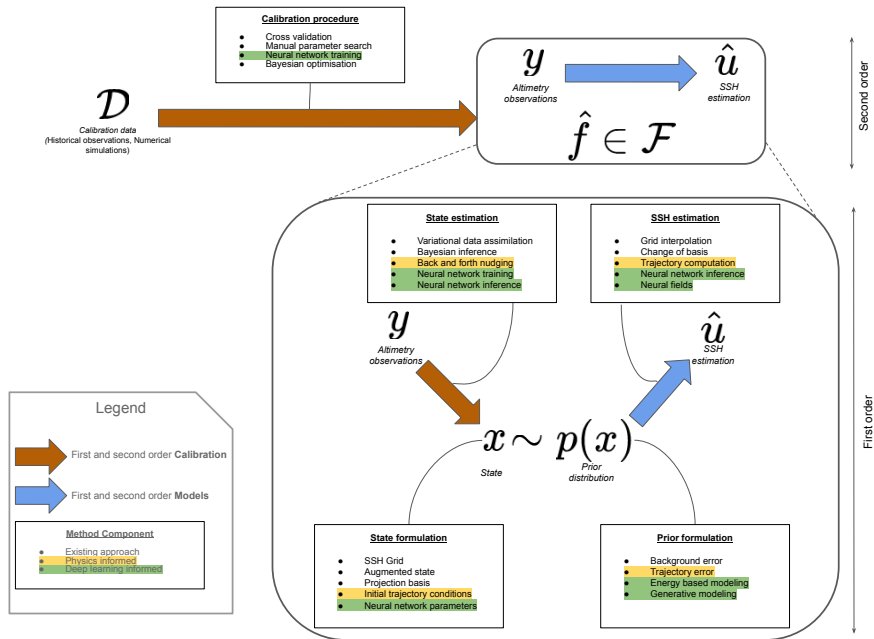 Calibration procedure
● Cross validation
● Manual parameter search
● Neural network training
● Bayesian optimisation
𝒟
Calibration data
(Historical observations, Numerical
simulations)
y
Altimetry
observations
û
SSH
estimation
f̂ ∈ ℱ
Second order
State estimation
● Variational data assimilation
● Bayesian inference
● Back and forth nudging
● Neural network training
● Neural network inference
SSH estimation
● Grid interpolation
● Change of basis
● Trajectory computation
● Neural network inference
● Neural fields
y
Altimetry
observations
û
SSH
estimation
x ~ p(x)
State
Prior
distribution
First order
State formulation
● SSH Grid
● Augmented state
● Projection basis
● Initial trajectory conditions
● Neural network parameters
Prior formulation
● Background error
● Trajectory error
● Energy based modeling
● Generative modeling
Legend
First and second order Calibration
First and second order Models
Method Component
● Existing approach
● Physics informed
● Deep learning informed